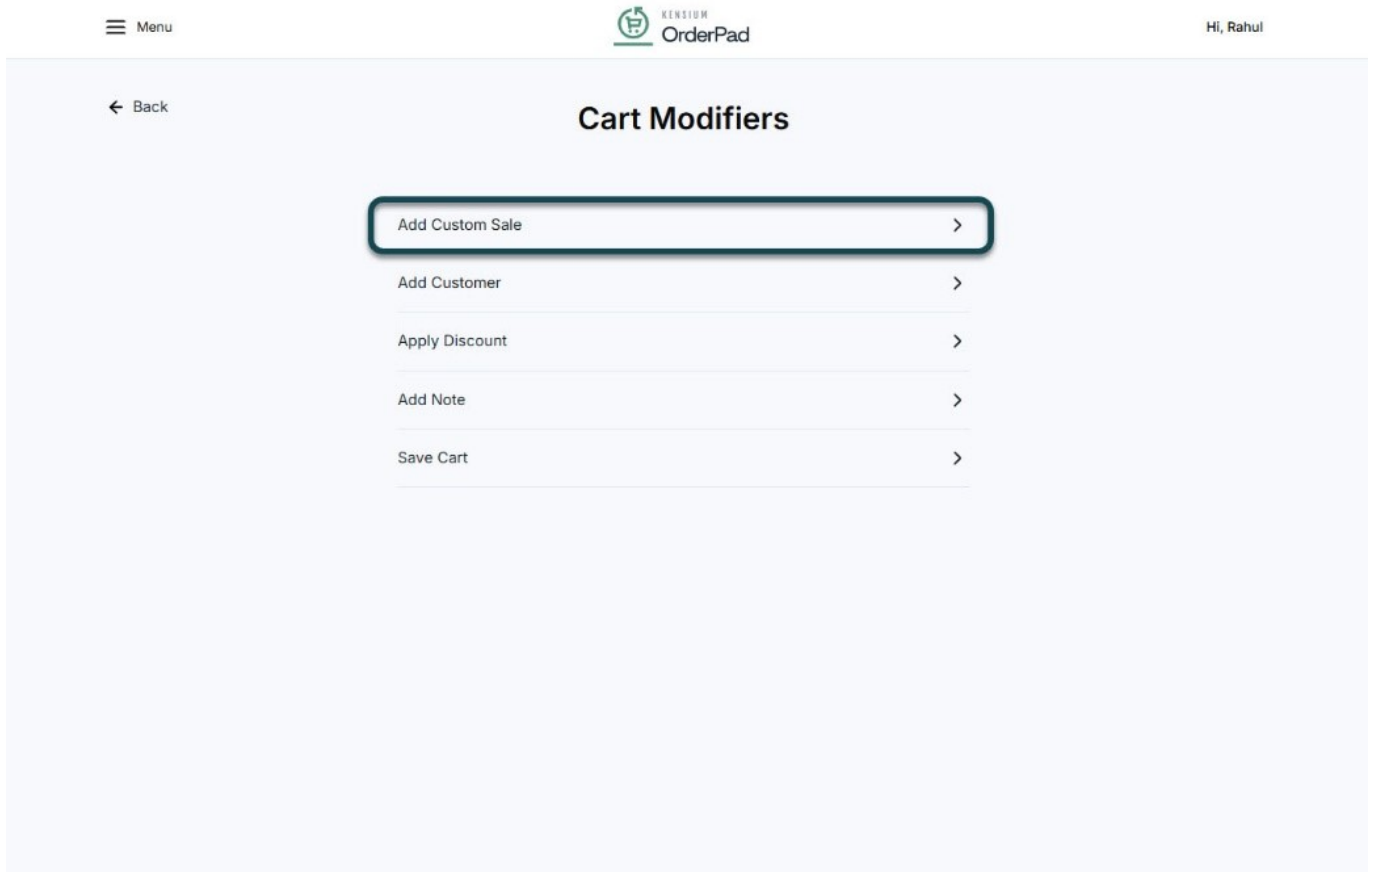 Menu
KENSIUM
OrderPad
Hi, Rahul
Back
Cart Modifiers
Add Custom Sale
Add Customer
Apply Discount
Add Note
Save Cart